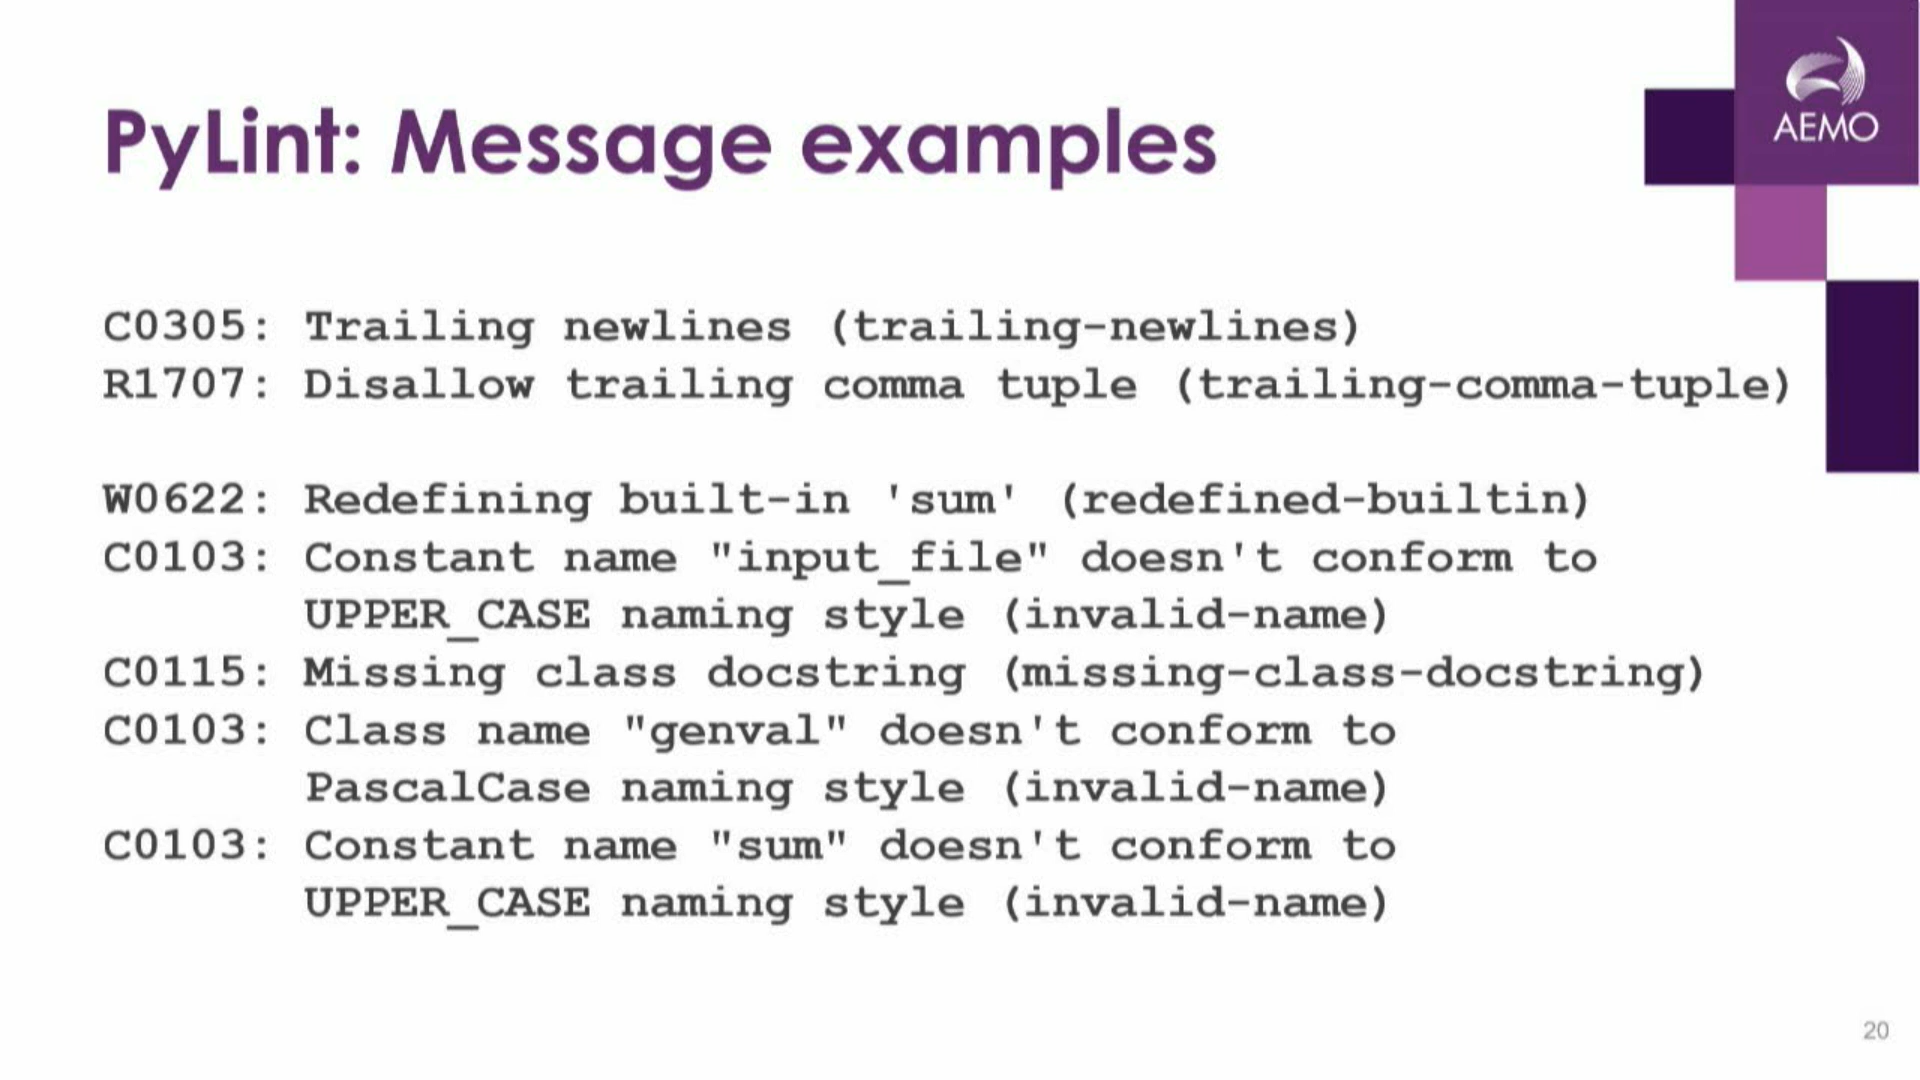 AEMO
PyLint: Message examples
C0305: Trailing newlines (trailing-newlines)
R1707: Disallow trailing comma tuple (trailing-comma-tuple)
W0622: Redefining built-in 'sum' (redefined-builtin)
C0103: Constant name "input_file" doesn't conform to
UPPER_CASE naming style (invalid-name)
C0115: Missing class docstring (missing-class-docstring)
C0103: Class name "genval" doesn't conform to
PascalCase naming style (invalid-name)
C0103: Constant name "sum" doesn't conform to
UPPER_CASE naming style (invalid-name)
20